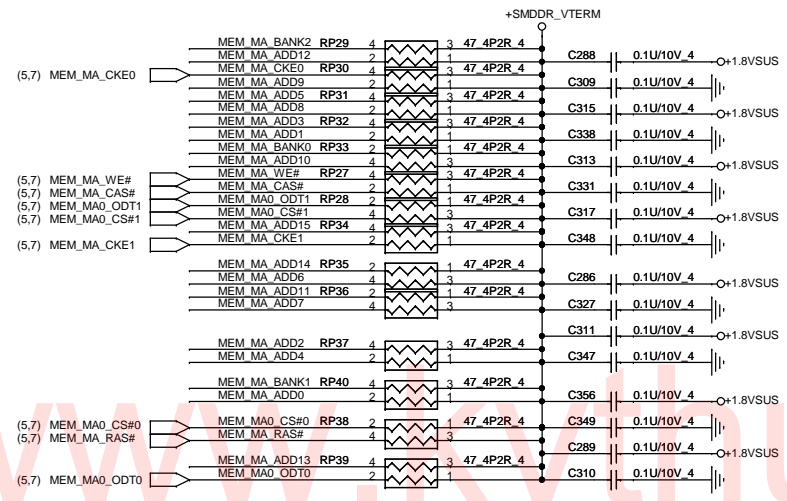 +SMDDR_VTERM
MEM_MA_BANK2 RP29 4 3 47_4P2R_4
MEM_MA_ADD12 2 1 C288 0.1U/10V_4 +1.8VSUS
(5,7) MEM_MA_CKE0 MEM_MA_CKE0 RP30 4 3 47_4P2R_4
MEM_MA_ADD9 2 1 C309 0.1U/10V_4
MEM_MA_ADD5 RP31 2 1 47_4P2R_4
MEM_MA_ADD8 4 3 C315 0.1U/10V_4 +1.8VSUS
MEM_MA_ADD3 RP32 4 3 47_4P2R_4
MEM_MA_ADD1 2 1 C338 0.1U/10V_4
MEM_MA_BANK0 RP33 2 1 47_4P2R_4
MEM_MA_ADD10 4 3 C313 0.1U/10V_4 +1.8VSUS
(5,7) MEM_MA_WE# MEM_MA_WE# RP27 4 3 47_4P2R_4
(5,7) MEM_MA_CAS# MEM_MA_CAS# 2 1 C331 0.1U/10V_4
(5,7) MEM_MA0_ODT1 MEM_MA0_ODT1 RP28 2 1 47_4P2R_4
(5,7) MEM_MA0_CS#1 MEM_MA0_CS#1 4 3 C317 0.1U/10V_4 +1.8VSUS
MEM_MA_ADD15 RP34 4 3 47_4P2R_4
(5,7) MEM_MA_CKE1 MEM_MA_CKE1 2 1 C348 0.1U/10V_4
MEM_MA_ADD14 RP35 2 1 47_4P2R_4
MEM_MA_ADD6 4 3 C286 0.1U/10V_4 +1.8VSUS
MEM_MA_ADD11 RP36 2 1 47_4P2R_4
MEM_MA_ADD7 4 3 C327 0.1U/10V_4
C311 0.1U/10V_4 +1.8VSUS
MEM_MA_ADD2 RP37 4 3 47_4P2R_4
MEM_MA_ADD4 2 1 C347 0.1U/10V_4
MEM_MA_BANK1 RP40 4 3 47_4P2R_4
MEM_MA_ADD0 2 1 C356 0.1U/10V_4 +1.8VSUS
(5,7) MEM_MA0_CS#0 MEM_MA0_CS#0 RP38 2 1 47_4P2R_4 C349 0.1U/10V_4
(5,7) MEM_MA_RAS# MEM_MA_RAS# 4 3
C289 0.1U/10V_4 +1.8VSUS
MEM_MA_ADD13 RP39 4 3 47_4P2R_4
(5,7) MEM_MA0_ODT0 MEM_MA0_ODT0 2 1 C310 0.1U/10V_4
www.kythu